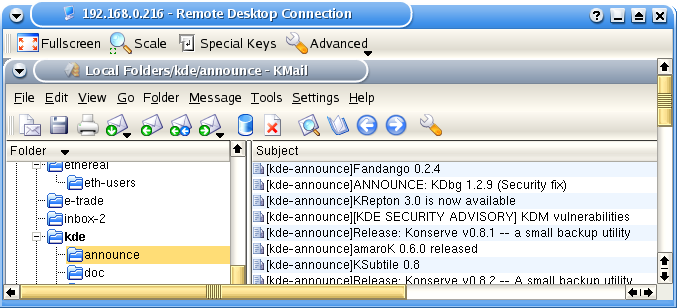 192.168.0.216 - Remote Desktop Connection
Fullscreen Scale Special Keys Advanced
Local Folders/kde/announce - KMail
File Edit View Go Folder Message Tools Settings Help
Folder Subject
ethereal [kde-announce]Fandango 0.2.4
eth-users [kde-announce]ANNOUNCE: KDbg 1.2.9 (Security fix)
e-trade [kde-announce]KRepton 3.0 is now available
inbox-2 [kde-announce][KDE SECURITY ADVISORY] KDM vulnerabilities
kde [kde-announce]Release: Konserve v0.8.1 -- a small backup utility
announce [kde-announce]amaroK 0.6.0 released
doc [kde-announce]KSubtile 0.8
[kde-announce]Release: Konserve v0.8.2 -- A small backup utility